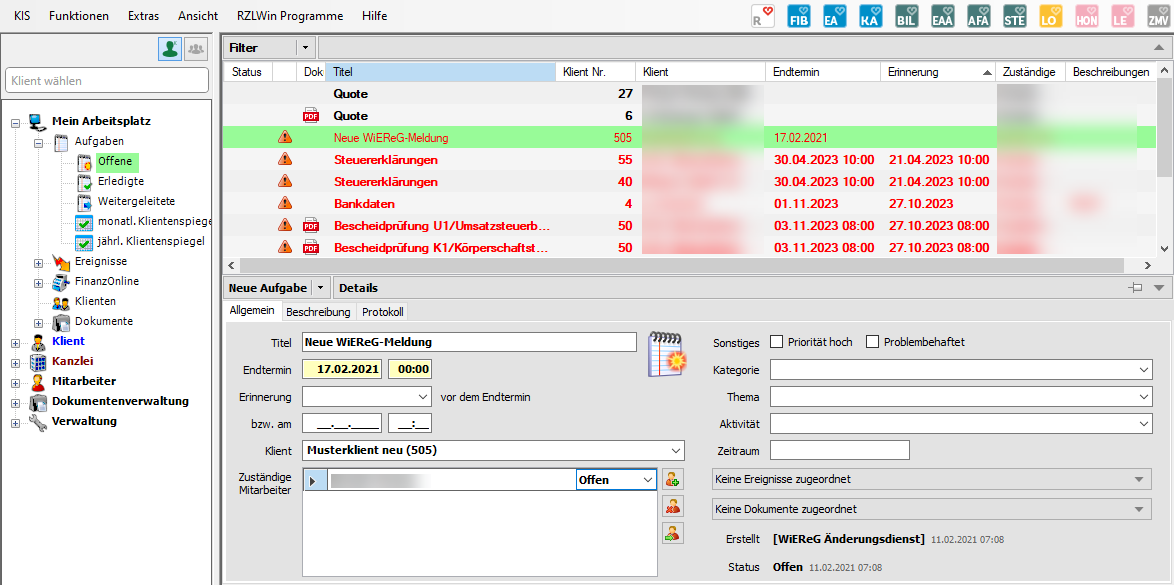 KIS Funktionen Extras Ansicht RZLWin Programme Hilfe R FIB EA KA BIL EAA AFA STE LO HON LE ZMV
Klient wählen
Mein Arbeitsplatz
Aufgaben
Offene
Erledigte
Weitergeleitete
monatl. Klientenspiege
jährl. Klientenspiegel
Ereignisse
FinanzOnline
Klienten
Dokumente
Klient
Kanzlei
Mitarbeiter
Dokumentenverwaltung
Verwaltung
Filter
Status Dok Titel Klient Nr. Klient Endtermin Erinnerung Zuständige Beschreibungen
Quote 27
PDF Quote 6
Neue WiEReG-Meldung 505 17.02.2021
Steuererklärungen 55 30.04.2023 10:00 21.04.2023 10:00
Steuererklärungen 40 30.04.2023 10:00 21.04.2023 10:00
Bankdaten 4 01.11.2023 27.10.2023
PDF Bescheidprüfung U1/Umsatzsteuerb... 50 03.11.2023 08:00 27.10.2023 08:00
PDF Bescheidprüfung K1/Körperschaftst... 50 03.11.2023 08:00 27.10.2023 08:00
Neue Aufgabe Details
Allgemein Beschreibung Protokoll
Titel Neue WiEReG-Meldung
Endtermin 17.02.2021 00:00
Erinnerung vor dem Endtermin
bzw. am __.__.____ __:__
Klient Musterklient neu (505)
Zuständige Mitarbeiter Offen
Sonstiges Priorität hoch Problembehaftet
Kategorie
Thema
Aktivität
Zeitraum
Keine Ereignisse zugeordnet
Keine Dokumente zugeordnet
Erstellt [WiEReG Änderungsdienst] 11.02.2021 07:08
Status Offen 11.02.2021 07:08